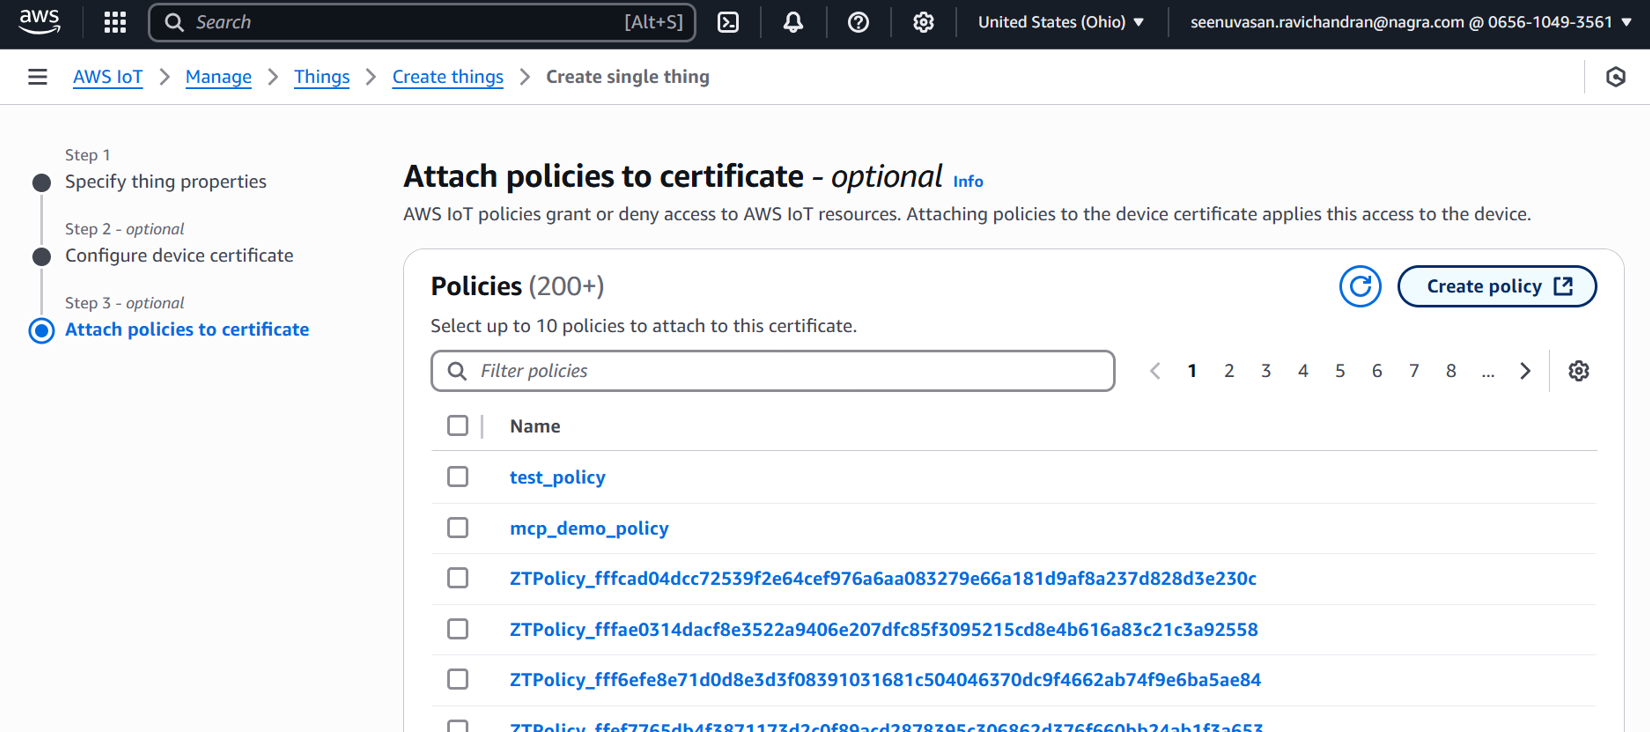 aws
Search [Alt+S]
United States (Ohio)
seenuvasan.ravichandran@nagra.com @ 0656-1049-3561
AWS IoT
Manage
Things
Create things
Create single thing
Step 1
Specify thing properties
Step 2 - optional
Configure device certificate
Step 3 - optional
Attach policies to certificate
Attach policies to certificate - optional Info
AWS IoT policies grant or deny access to AWS IoT resources. Attaching policies to the device certificate applies this access to the device.
Policies (200+)
Create policy
Select up to 10 policies to attach to this certificate.
Filter policies
1 2 3 4 5 6 7 8 ...
Name
test_policy
mcp_demo_policy
ZTPolicy_fffcad04dcc72539f2e64cef976a6aa083279e66a181d9af8a237d828d3e230c
ZTPolicy_fffae0314dacf8e3522a9406e207dfc85f3095215cd8e4b616a83c21c3a92558
ZTPolicy_fff6efe8e71d0d8e3d3f08391031681c504046370dc9f4662ab74f9e6ba5ae84